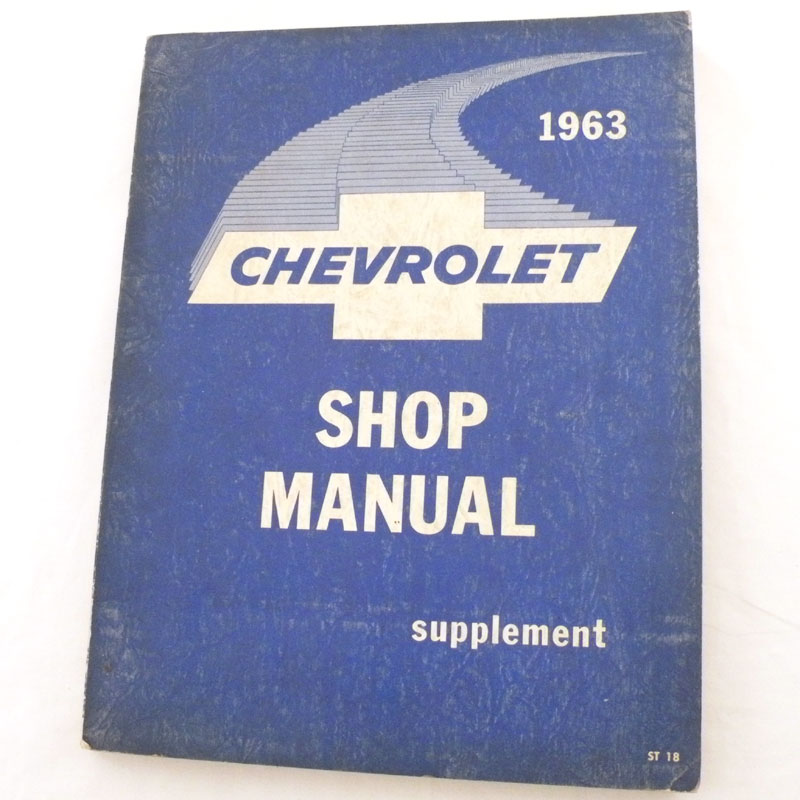 1963
CHEVROLET
SHOP
MANUAL
supplement
ST 18